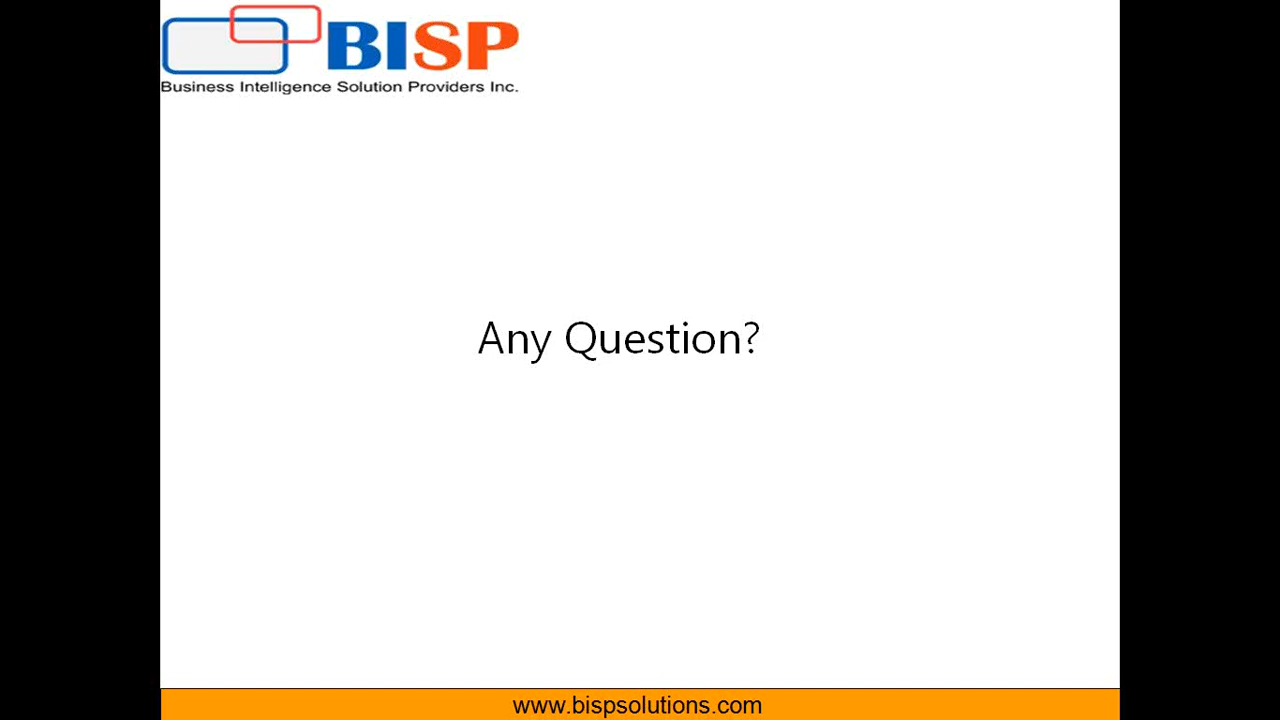 BISP
Business Intelligence Solution Providers Inc.
Any Question?
www.bispsolutions.com